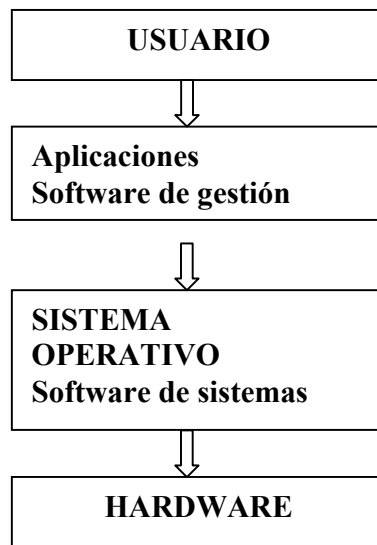 USUARIO
Aplicaciones
Software de gestión
SISTEMA
OPERATIVO
Software de sistemas
HARDWARE